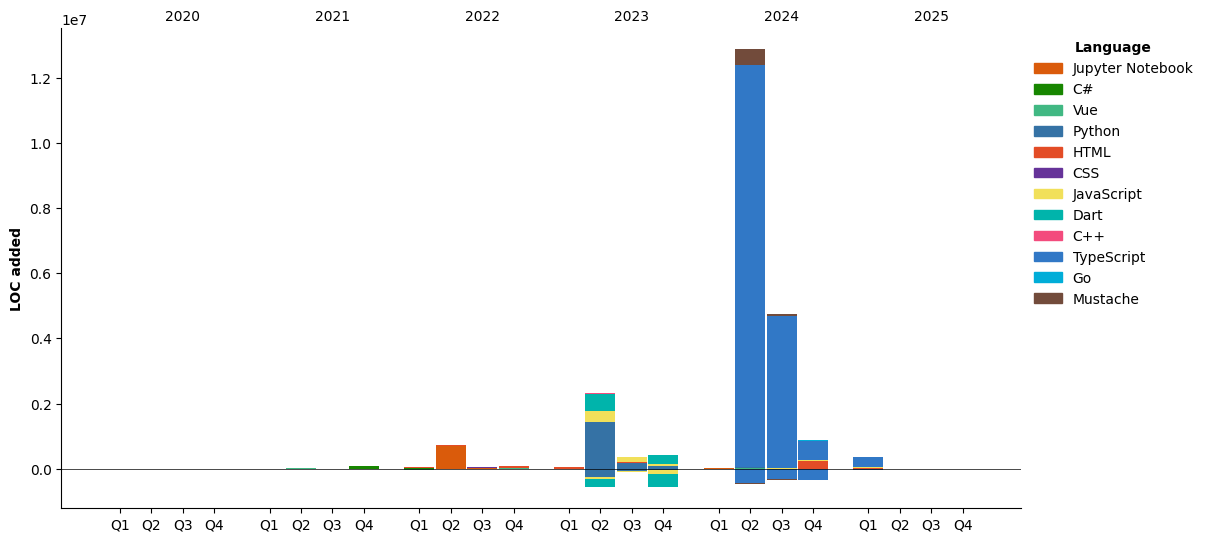 1e7
2020 2021 2022 2023 2024 2025
LOC added
1.2
1.0
0.8
0.6
0.4
0.2
0.0
Q1 Q2 Q3 Q4 Q1 Q2 Q3 Q4 Q1 Q2 Q3 Q4 Q1 Q2 Q3 Q4 Q1 Q2 Q3 Q4 Q1 Q2 Q3 Q4
Language
Jupyter Notebook
C#
Vue
Python
HTML
CSS
JavaScript
Dart
C++
TypeScript
Go
Mustache